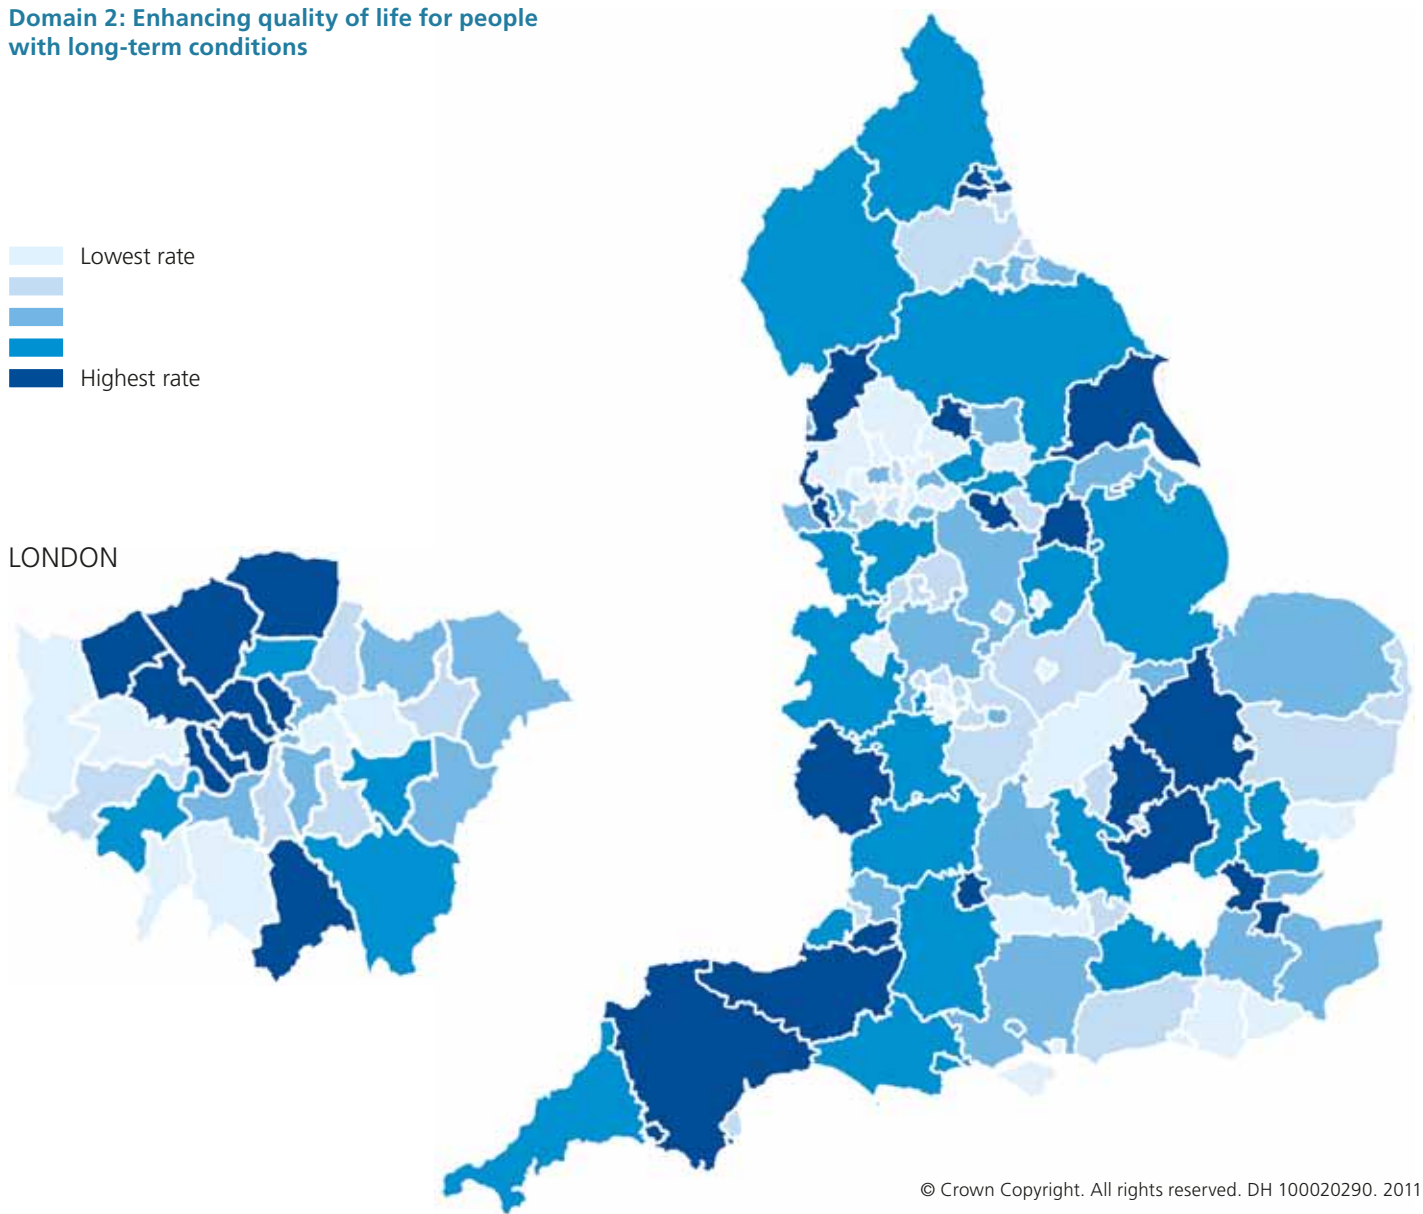 Domain 2: Enhancing quality of life for people
with long-term conditions
Lowest rate
Highest rate
LONDON
© Crown Copyright. All rights reserved. DH 100020290. 2011